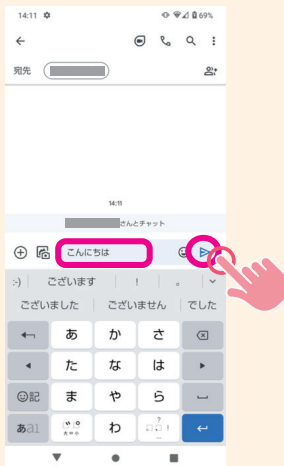 14:11 69%
宛先
14:11
さんとチャット
こんにちは
:-) ございます ! 。
ございました ございません でした
あ か さ
た な は
☺記 や ら
あa1 わ 、。?!